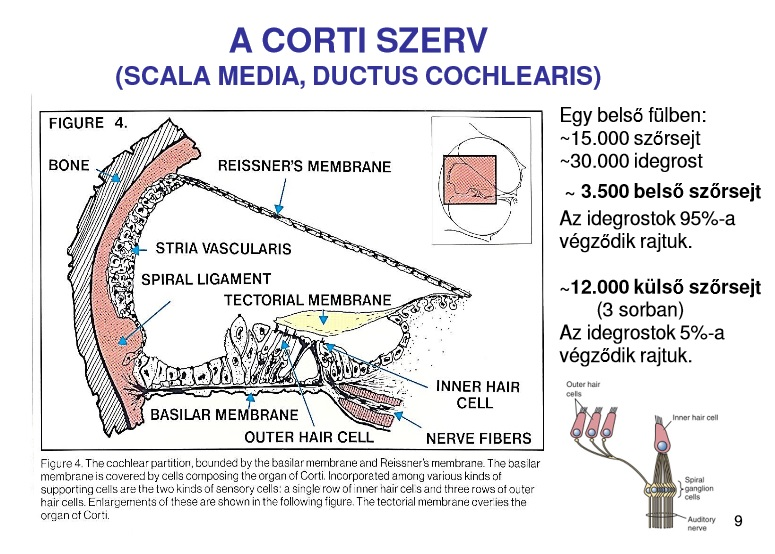 A CORTI SZERV
(SCALA MEDIA, DUCTUS COCHLEARIS)
FIGURE 4.
BONE
REISSNER'S MEMBRANE
STRIA VASCULARIS
SPIRAL LIGAMENT
TECTORIAL MEMBRANE
INNER HAIR
CELL
BASILAR MEMBRANE
OUTER HAIR CELL
NERVE FIBERS
Figure 4. The cochlear partition, bounded by the basilar membrane and Reissner's membrane. The basilar
membrane is covered by cells composing the organ of Corti. Incorporated among various kinds of
supporting cells are the two kinds of sensory cells: a single row of inner hair cells and three rows of outer
hair cells. Enlargements of these are shown in the following figure. The tectorial membrane overlies the
organ of Corti.
Egy belső fülben:
~15.000 szőrsejt
~30.000 idegrost
~ 3.500 belső szőrsejt
Az idegrostok 95%-a
végződik rajtuk.
~12.000 külső szőrsejt
(3 sorban)
Az idegrostok 5%-a
végződik rajtuk.
Outer hair
cells
Inner hair cell
Spiral
ganglion
cells
Auditory
nerve
9